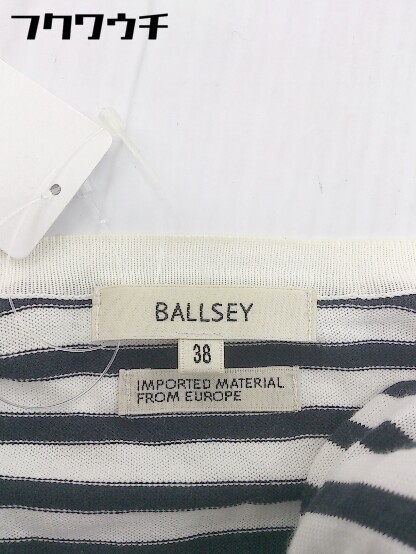 フクワウチ
BALLSEY
38
IMPORTED MATERIAL
FROM EUROPE